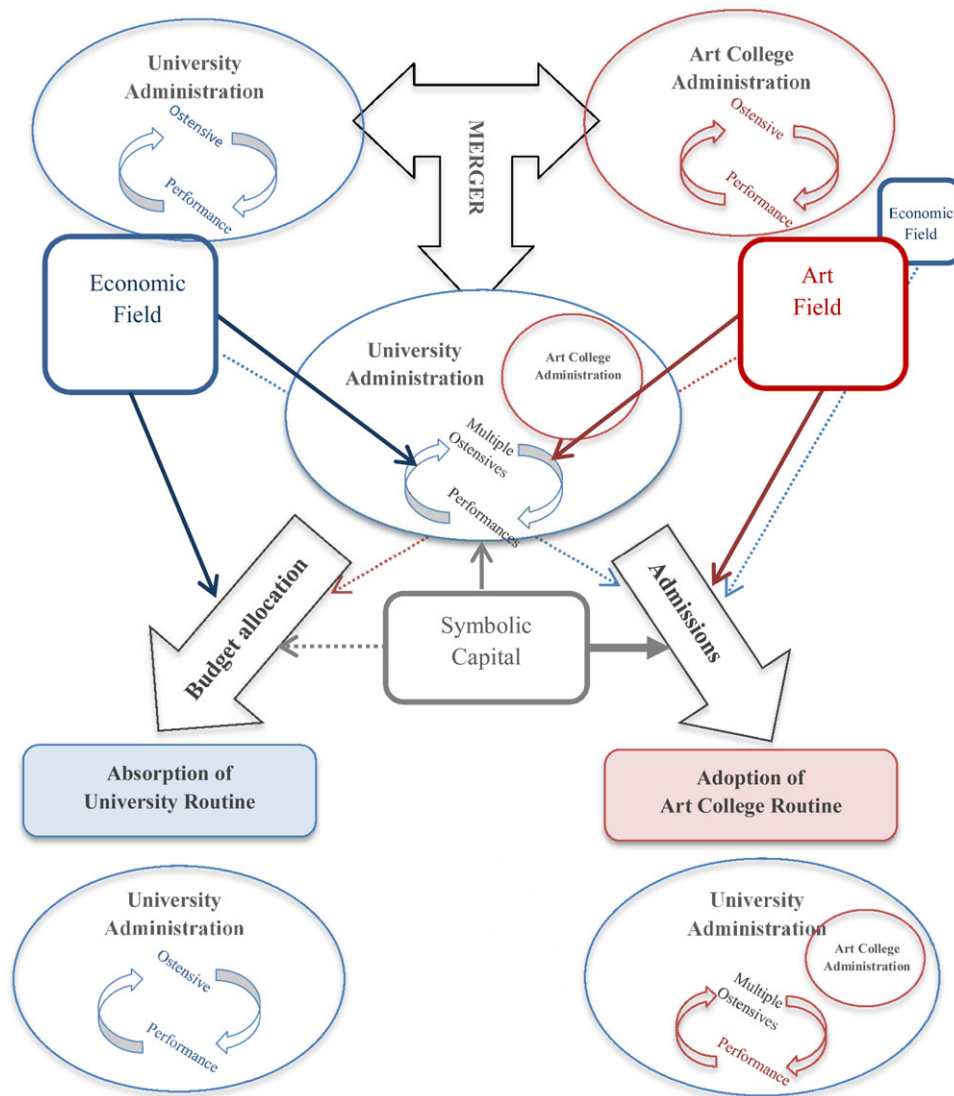 University
Administration
Ostensive
Performance
MERGER
Art College
Administration
Ostensive
Performance
Economic
Field
Economic
Field
Art
Field
University
Administration
Art College
Administration
Multiple
Ostensives
Performances
Budget allocation
Symbolic
Capital
Admissions
Absorption of
University Routine
Adoption of
Art College Routine
University
Administration
Ostensive
Performance
University
Administration
Art College
Administration
Multiple
Ostensives
Performance